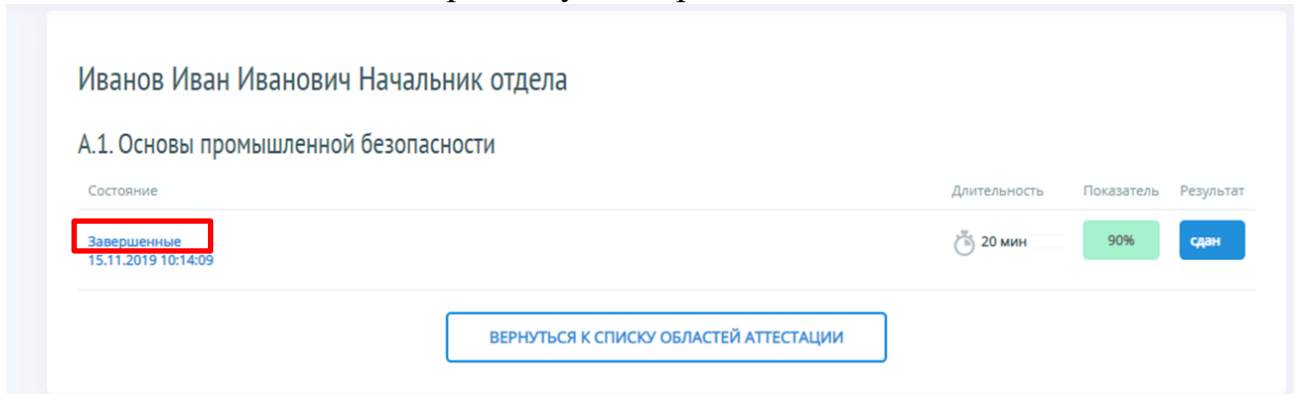 Иванов Иван Иванович Начальник отдела
А.1. Основы промышленной безопасности
Состояние Длительность Показатель Результат
Завершенные 20 мин 90% сдан
15.11.2019 10:14:09
ВЕРНУТЬСЯ К СПИСКУ ОБЛАСТЕЙ АТТЕСТАЦИИ